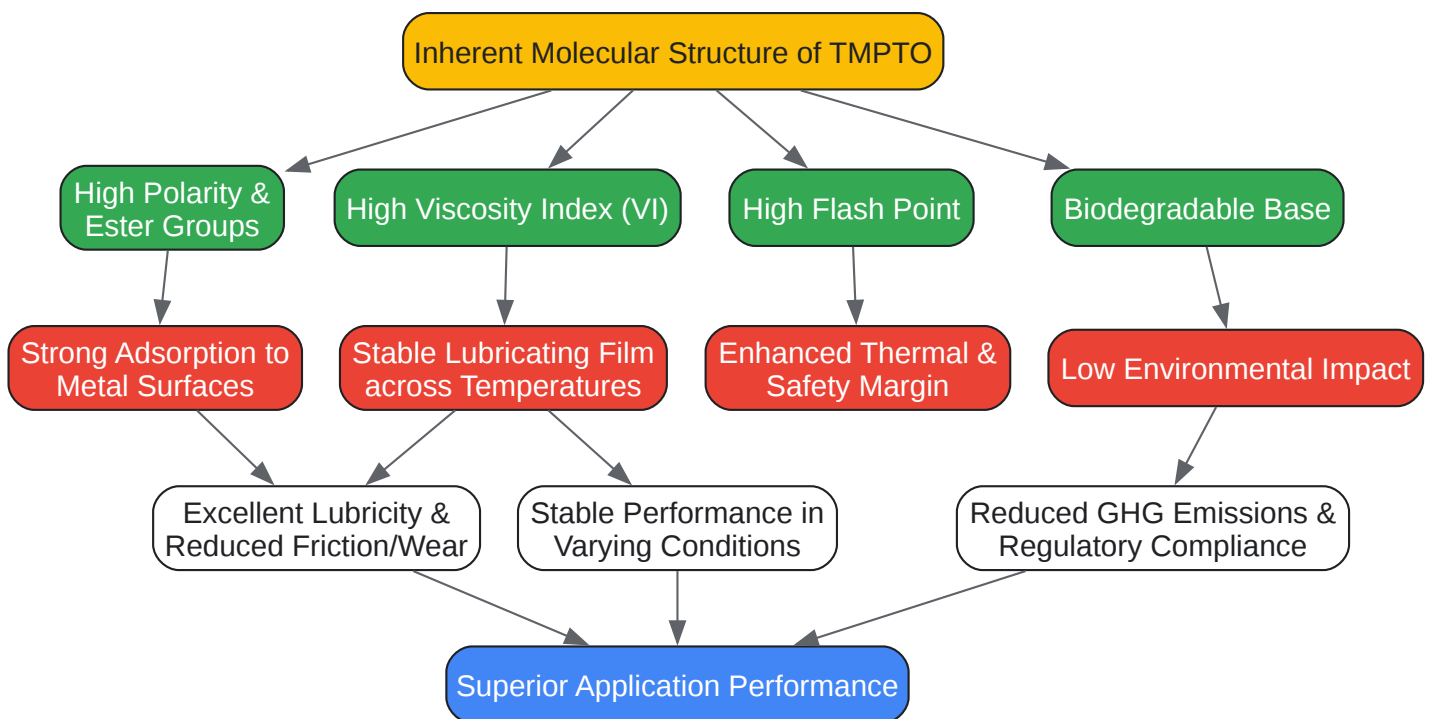 Inherent Molecular Structure of TMPTO
High Polarity &
Ester Groups
High Viscosity Index (VI)
High Flash Point
Biodegradable Base
Strong Adsorption to
Metal Surfaces
Stable Lubricating Film
across Temperatures
Enhanced Thermal &
Safety Margin
Low Environmental Impact
Excellent Lubricity &
Reduced Friction/Wear
Stable Performance in
Varying Conditions
Reduced GHG Emissions &
Regulatory Compliance
Superior Application Performance